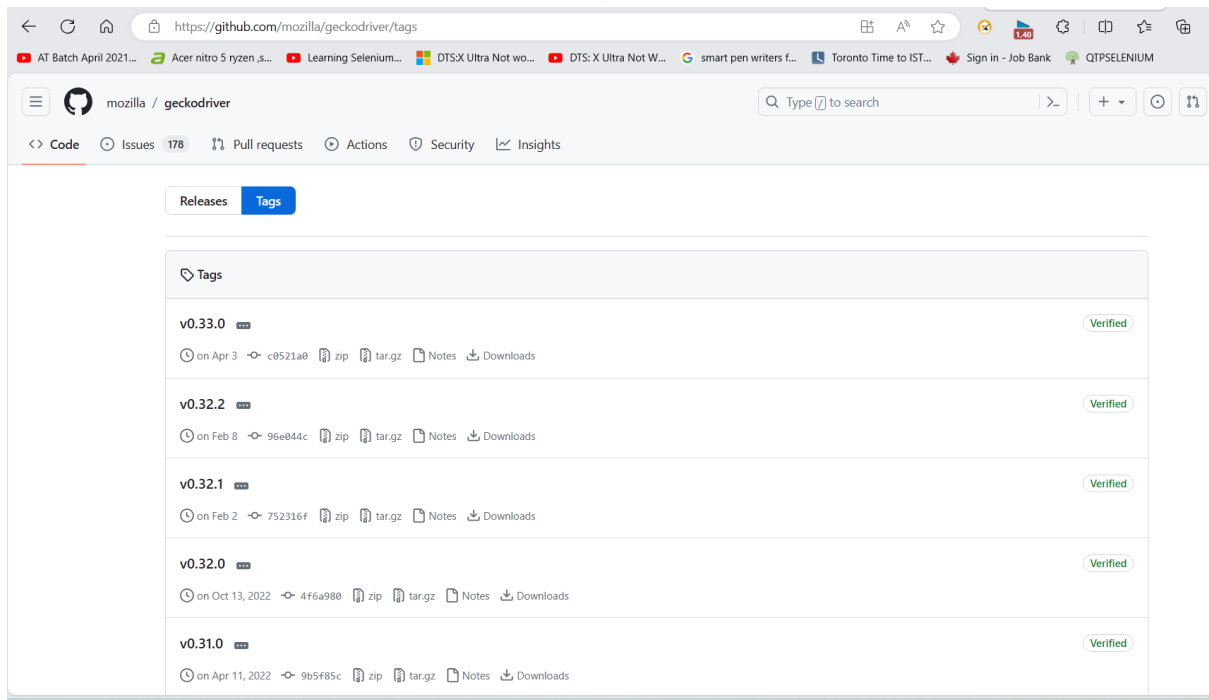 https://github.com/mozilla/geckodriver/tags
1.40
AT Batch April 2021... Acer nitro 5 ryzen ,s... Learning Selenium... DTS:X Ultra Not wo... DTS: X Ultra Not W... smart pen writers f... Toronto Time to IST... Sign in - Job Bank QTPSELENIUM
mozilla / geckodriver Type / to search
Code Issues 178 Pull requests Actions Security Insights
Releases Tags
Tags
v0.33.0 Verified
on Apr 3 c0521a0 zip tar.gz Notes Downloads
v0.32.2 Verified
on Feb 8 96e044c zip tar.gz Notes Downloads
v0.32.1 Verified
on Feb 2 752316f zip tar.gz Notes Downloads
v0.32.0 Verified
on Oct 13, 2022 4f6a980 zip tar.gz Notes Downloads
v0.31.0 Verified
on Apr 11, 2022 9b5f85c zip tar.gz Notes Downloads